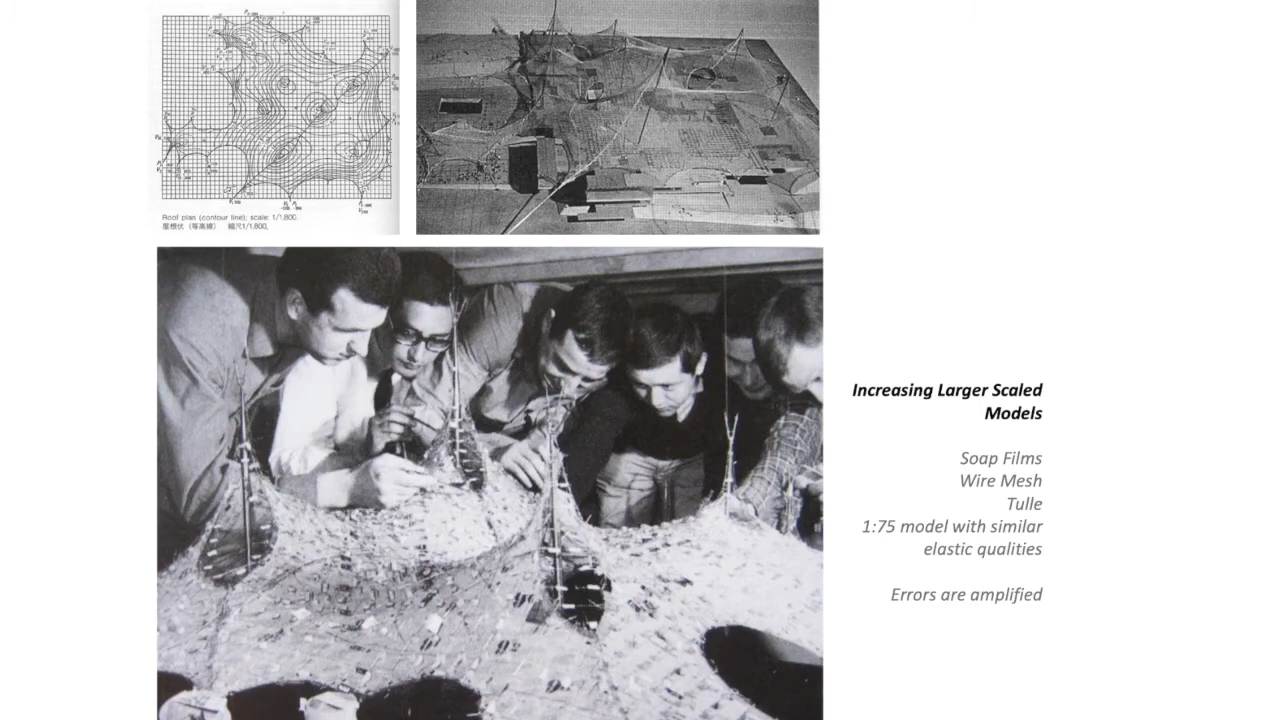 Roof plan (contour line); scale: 1/1,800.
屋根伏（等高線） 縮尺1/1,800,
Increasing Larger Scaled
Models
Soap Films
Wire Mesh
Tulle
1:75 model with similar
elastic qualities
Errors are amplified